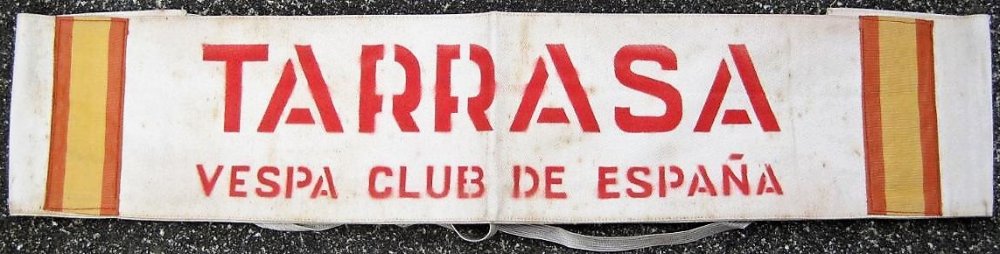 TARRASA
VESPA CLUB DE ESPAÑA